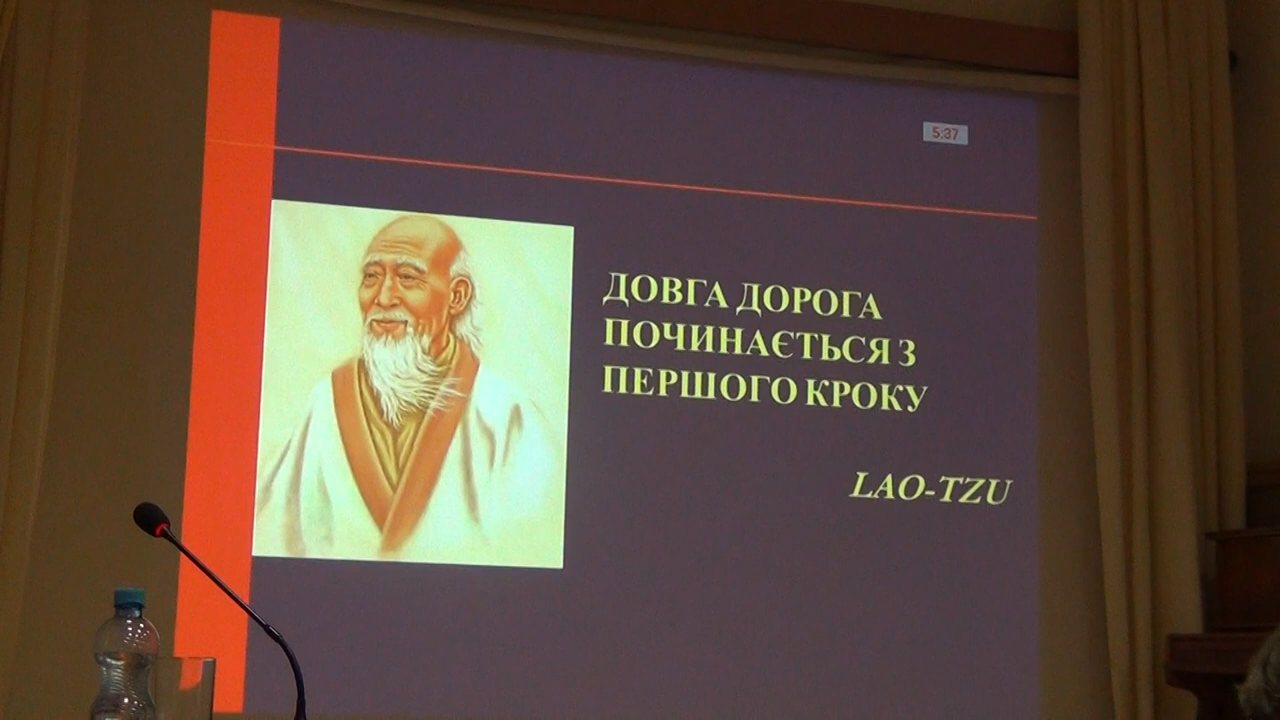 5:37
ДОВГА ДОРОГА
ПОЧИНАЄТЬСЯ З
ПЕРШОГО КРОКУ
LAO-TZU